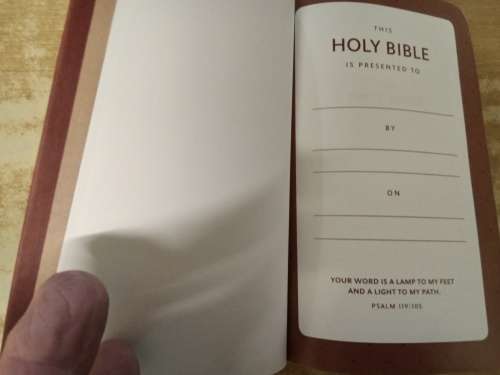 THIS
HOLY BIBLE
IS PRESENTED TO
BY
ON
YOUR WORD IS A LAMP TO MY FEET
AND A LIGHT TO MY PATH.
PSALM 119:105